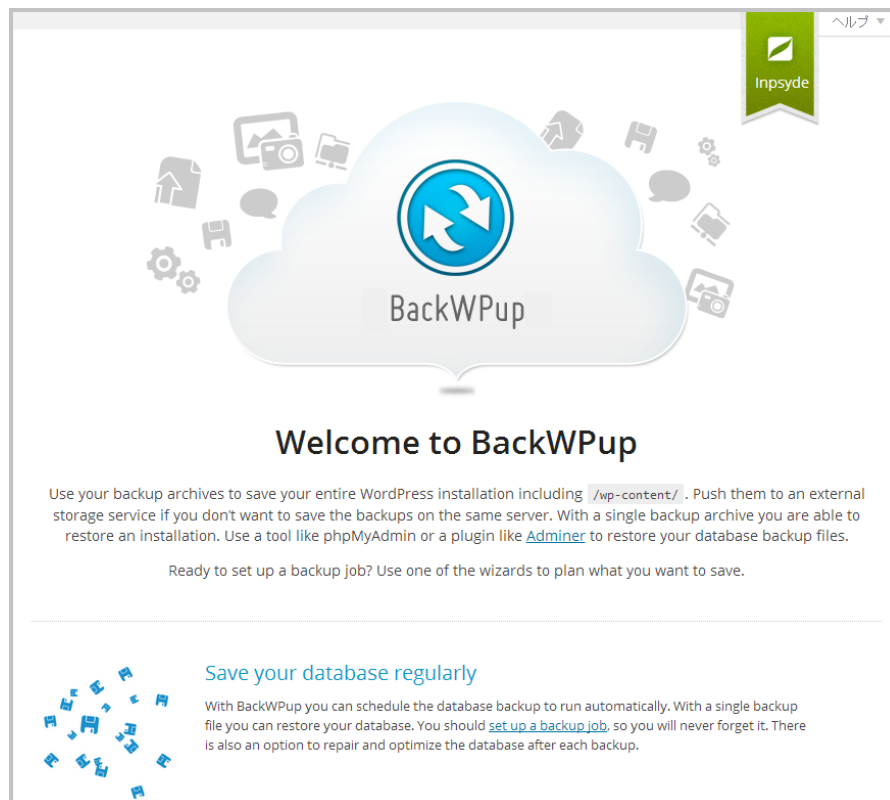 ヘルプ ▼
Inpsyde
BackWPup
Welcome to BackWPup
Use your backup archives to save your entire WordPress installation including /wp-content/ . Push them to an external
storage service if you don't want to save the backups on the same server. With a single backup archive you are able to
restore an installation. Use a tool like phpMyAdmin or a plugin like Adminer to restore your database backup files.
Ready to set up a backup job? Use one of the wizards to plan what you want to save.
Save your database regularly
With BackWPup you can schedule the database backup to run automatically. With a single backup
file you can restore your database. You should set up a backup job, so you will never forget it. There
is also an option to repair and optimize the database after each backup.